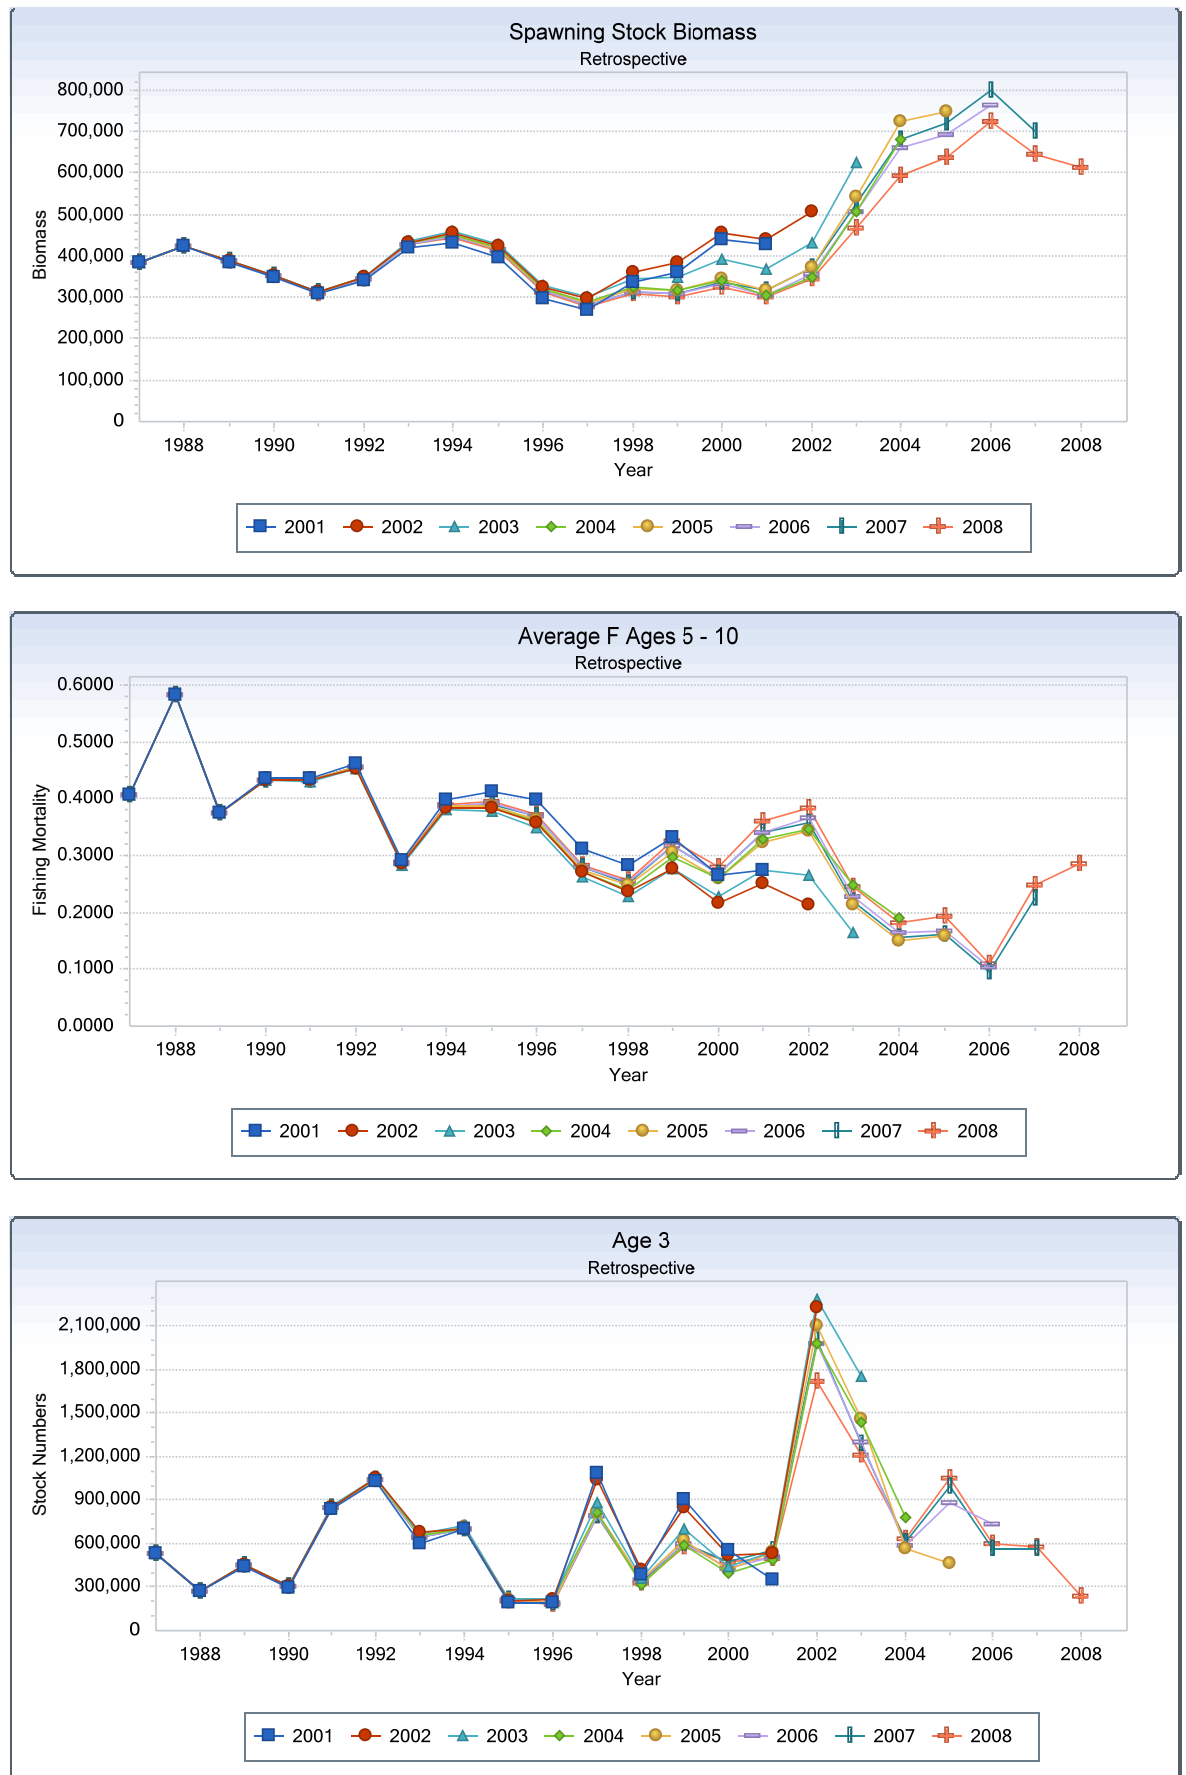 Spawning Stock Biomass
Retrospective
800,000
700,000
600,000
500,000
400,000
300,000
200,000
100,000
0
Biomass
1988 1990 1992 1994 1996 1998 2000 2002 2004 2006 2008
Year
2001 2002 2003 2004 2005 2006 2007 2008
Average F Ages 5 - 10
Retrospective
0.6000
0.5000
0.4000
0.3000
0.2000
0.1000
0.0000
Fishing Mortality
1988 1990 1992 1994 1996 1998 2000 2002 2004 2006 2008
Year
2001 2002 2003 2004 2005 2006 2007 2008
Age 3
Retrospective
2,100,000
1,800,000
1,500,000
1,200,000
900,000
600,000
300,000
0
Stock Numbers
1988 1990 1992 1994 1996 1998 2000 2002 2004 2006 2008
Year
2001 2002 2003 2004 2005 2006 2007 2008